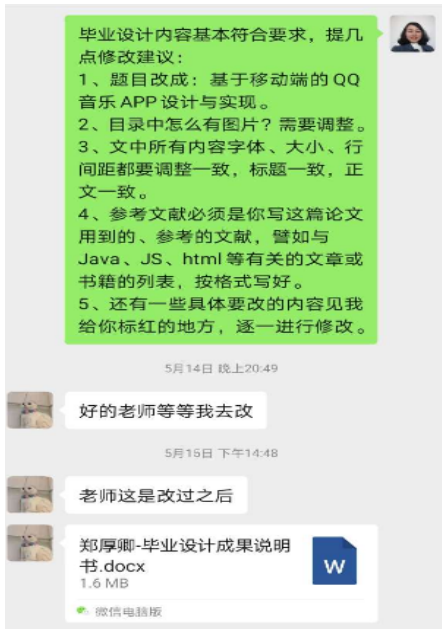 毕业设计内容基本符合要求，提几
点修改建议：
1、题目改成：基于移动端的QQ
音乐APP设计与实现。
2、目录中怎么有图片？需要调整。
3、文中所有内容字体、大小、行
间距都要调整一致，标题一致，正
文一致。
4、参考文献必须是你写这篇论文
用到的、参考的文献，譬如与
Java、JS、html等有关的文章或
书籍的列表，按格式写好。
5、还有一些具体要改的内容见我
给你标红的地方，逐一进行修改。
5月14日 晚上20:49
好的老师等等我去改
5月15日 下午14:48
老师这是改过之后
郑厚卿-毕业设计成果说明
书.docx
W
1.6 MB
微信电脑版